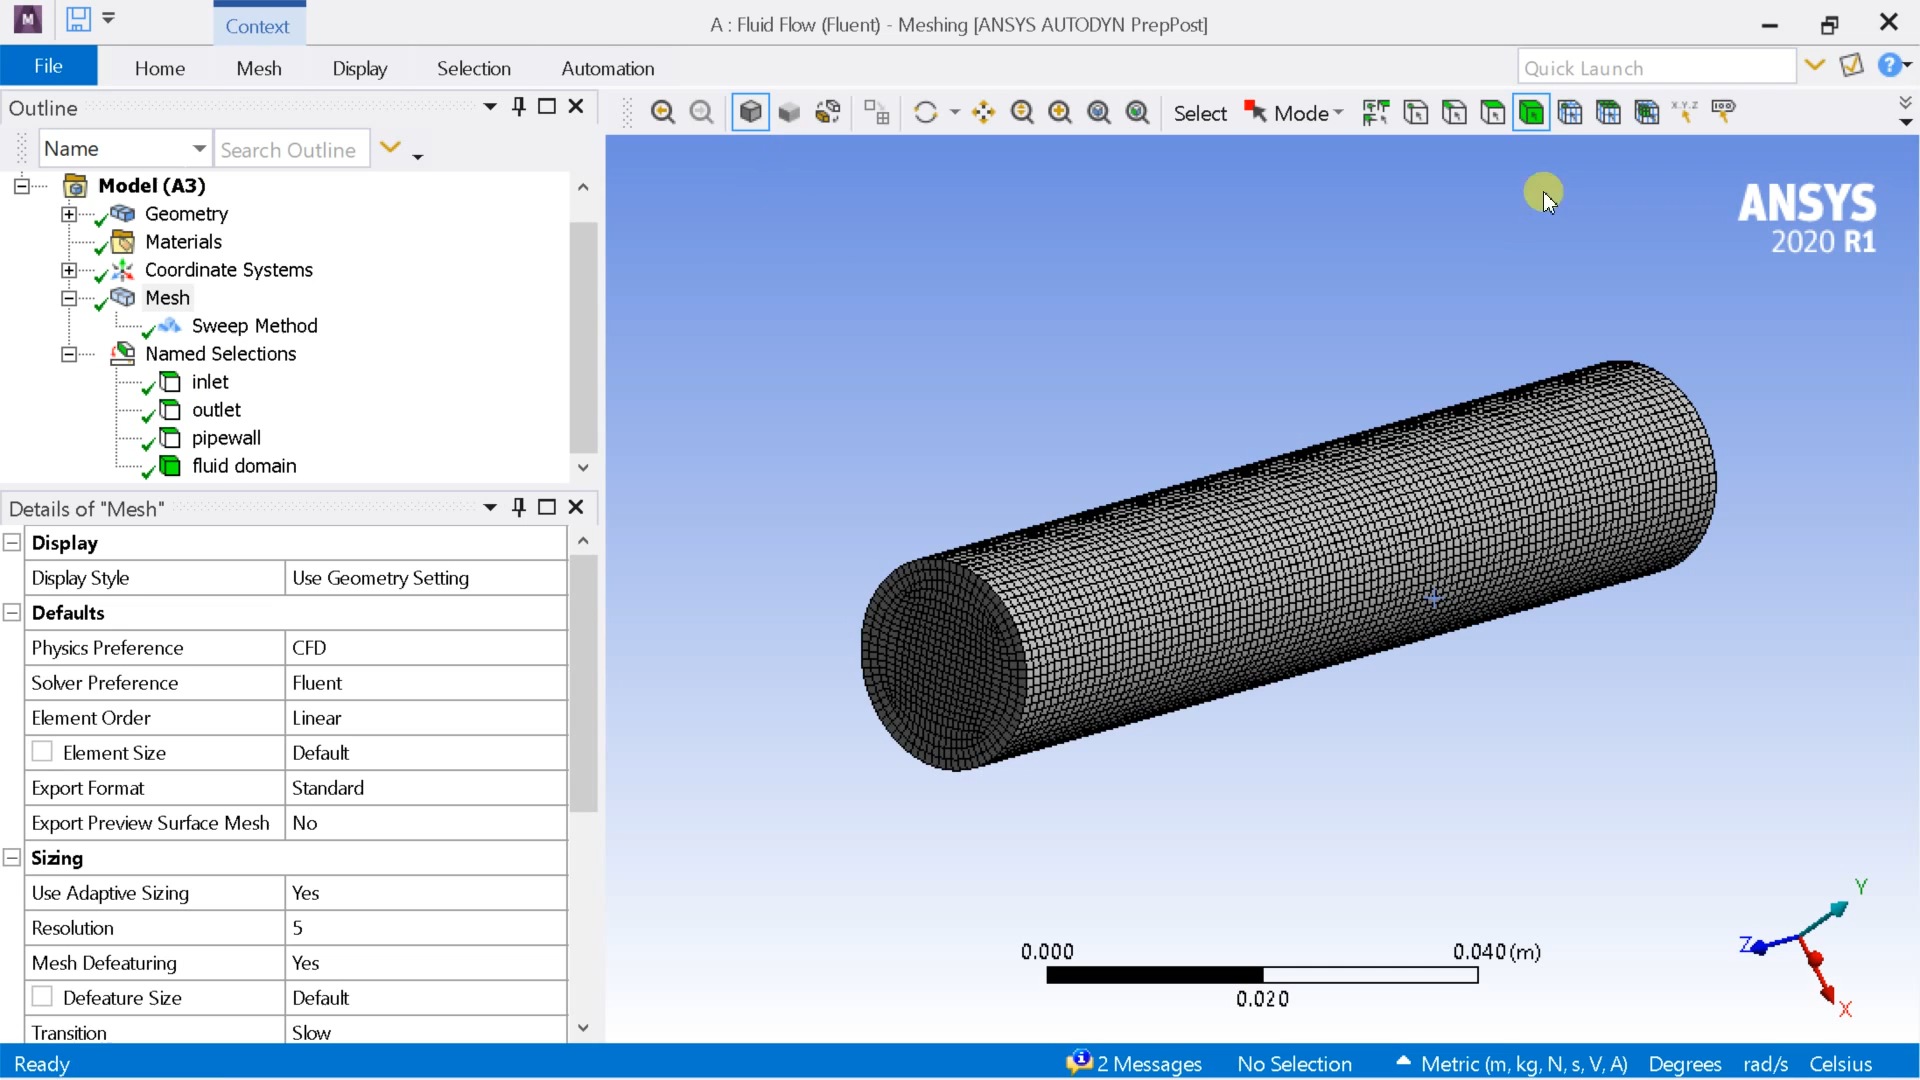 M
Context
A : Fluid Flow (Fluent) - Meshing [ANSYS AUTODYN PrepPost]
File
Home
Mesh
Display
Selection
Automation
Quick Launch
Outline
Select
Mode
X.Y.Z
Name
Search Outline
Model (A3)
Geometry
Materials
Coordinate Systems
Mesh
Sweep Method
Named Selections
inlet
outlet
pipewall
fluid domain
ANSYS
2020 R1
Details of "Mesh"
Display
Display Style Use Geometry Setting
Defaults
Physics Preference CFD
Solver Preference Fluent
Element Order Linear
Element Size Default
Export Format Standard
Export Preview Surface Mesh No
Sizing
Use Adaptive Sizing Yes
Resolution 5
Mesh Defeaturing Yes
Defeature Size Default
Transition Slow
0.000 0.040 (m)
0.020
Y
Z
X
Ready
2 Messages
No Selection
Metric (m, kg, N, s, V, A)
Degrees
rad/s
Celsius